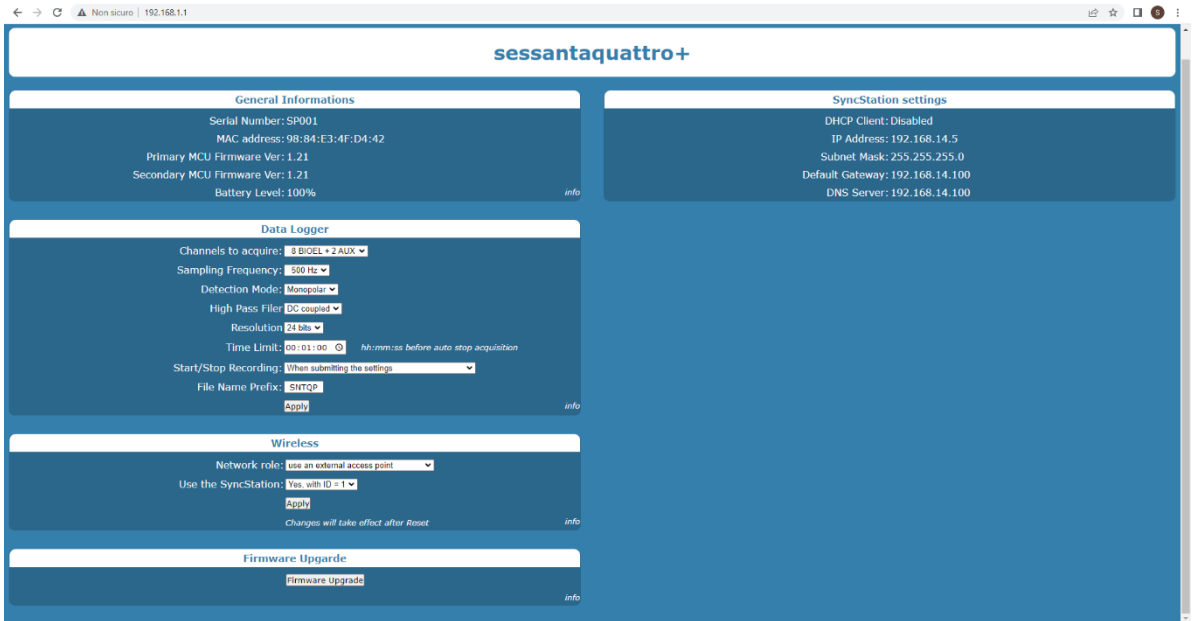 Non sicuro | 192.168.1.1
S
sessantaquattro+
General Informations
Serial Number: SP001
MAC address: 98:84:E3:4F:D4:42
Primary MCU Firmware Ver: 1.21
Secondary MCU Firmware Ver: 1.21
Battery Level: 100%
info
SyncStation settings
DHCP Client: Disabled
IP Address: 192.168.14.5
Subnet Mask: 255.255.255.0
Default Gateway: 192.168.14.100
DNS Server: 192.168.14.100
Data Logger
Channels to acquire: 8 BIOEL + 2 AUX
Sampling Frequency: 500 Hz
Detection Mode: Monopolar
High Pass Filer DC coupled
Resolution 24 bits
Time Limit: 00:01:00 hh:mm:ss before auto stop acquisition
Start/Stop Recording: When submitting the settings
File Name Prefix: SNTQP
Apply
info
Wireless
Network role: use an external access point
Use the SyncStation: Yes, with ID = 1
Apply
Changes will take effect after Reset
info
Firmware Upgarde
Firmware Upgrade
info